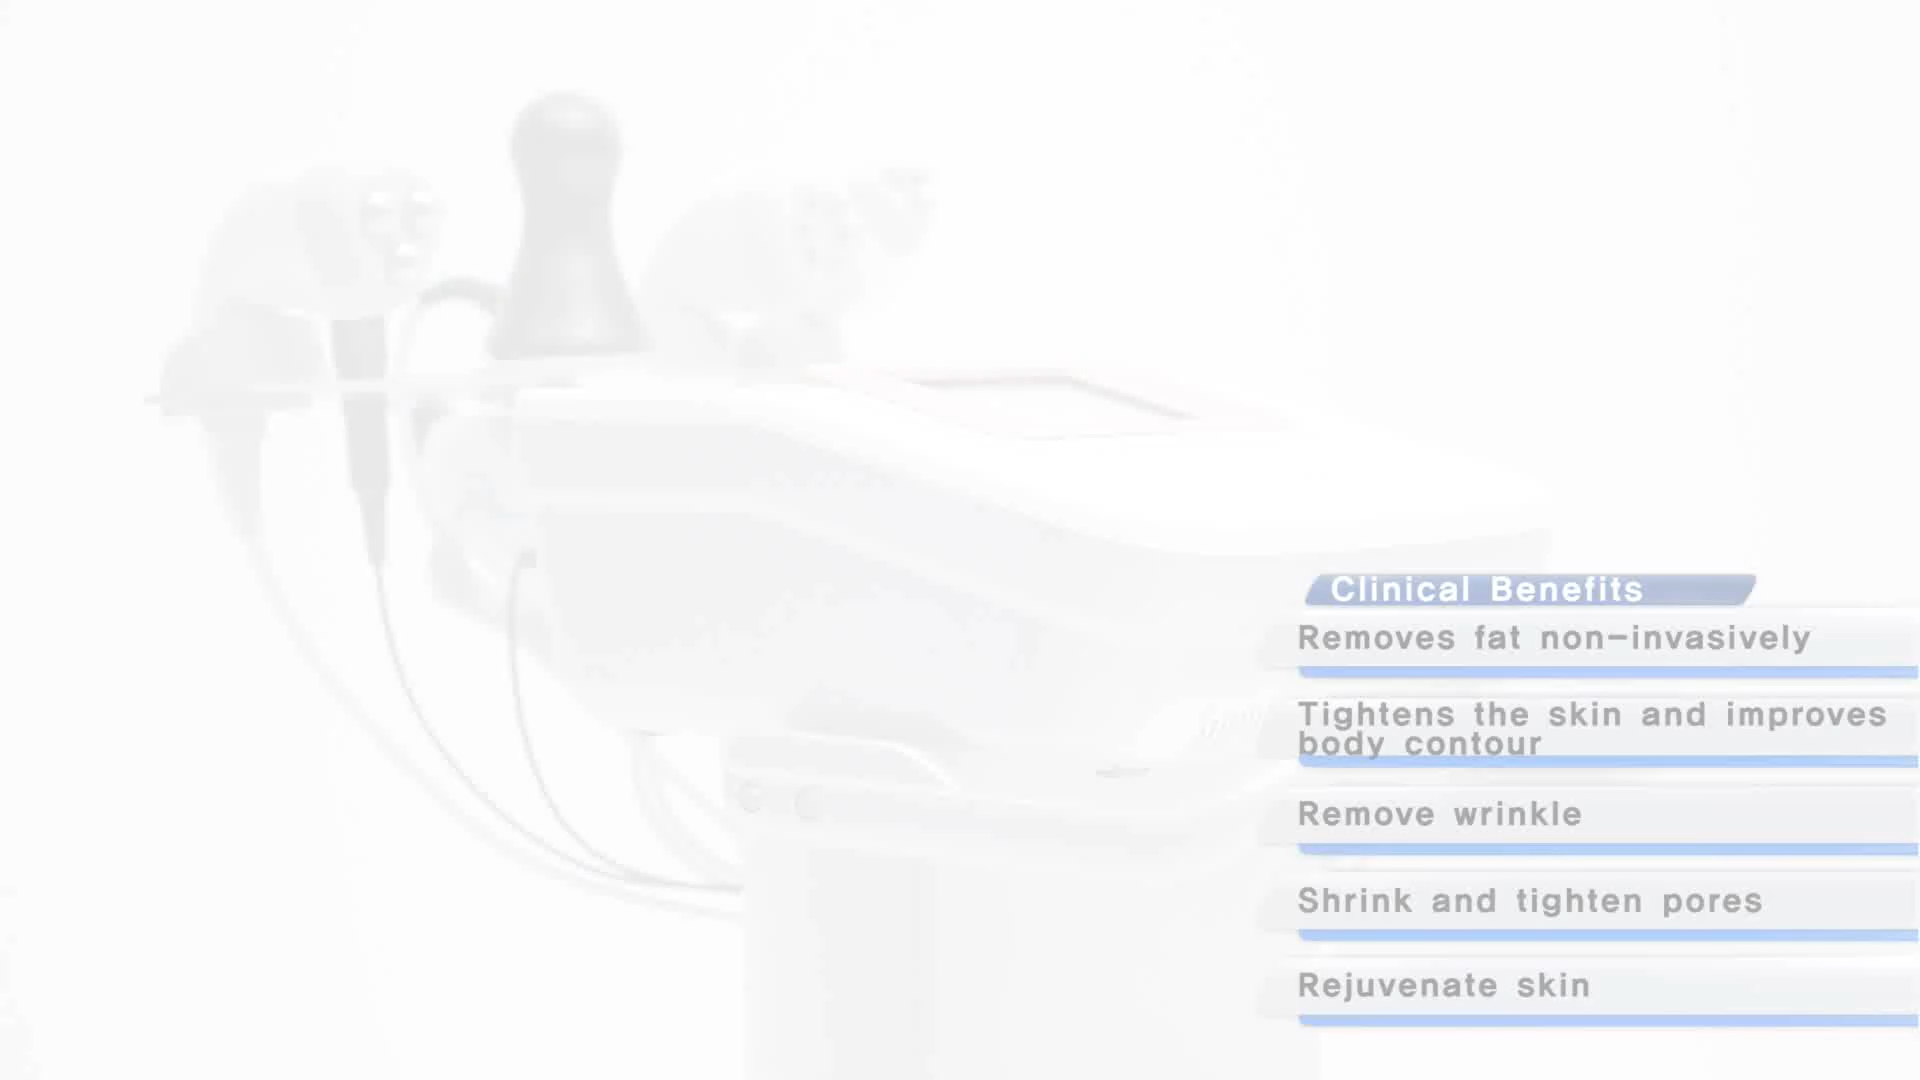 Clinical Benefits
Removes fat non-invasively
Tightens the skin and improves
body contour
Remove wrinkle
Shrink and tighten pores
Rejuvenate skin